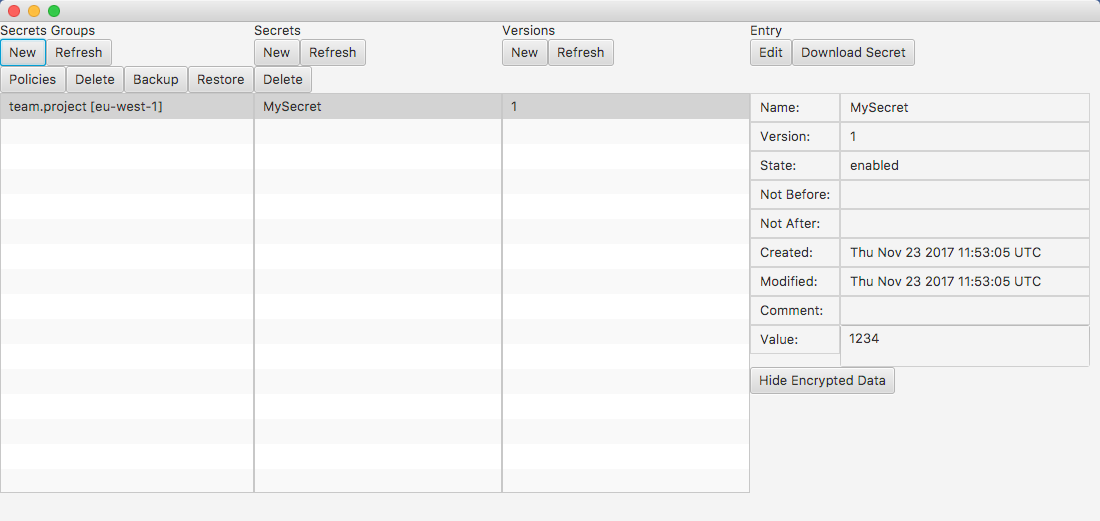 Secrets Groups
New Refresh
Policies Delete Backup Restore
team.project [eu-west-1]
Secrets
New Refresh
Delete
MySecret
Versions
New Refresh
1
Entry
Edit Download Secret
Name: MySecret
Version: 1
State: enabled
Not Before:
Not After:
Created: Thu Nov 23 2017 11:53:05 UTC
Modified: Thu Nov 23 2017 11:53:05 UTC
Comment:
Value: 1234
Hide Encrypted Data